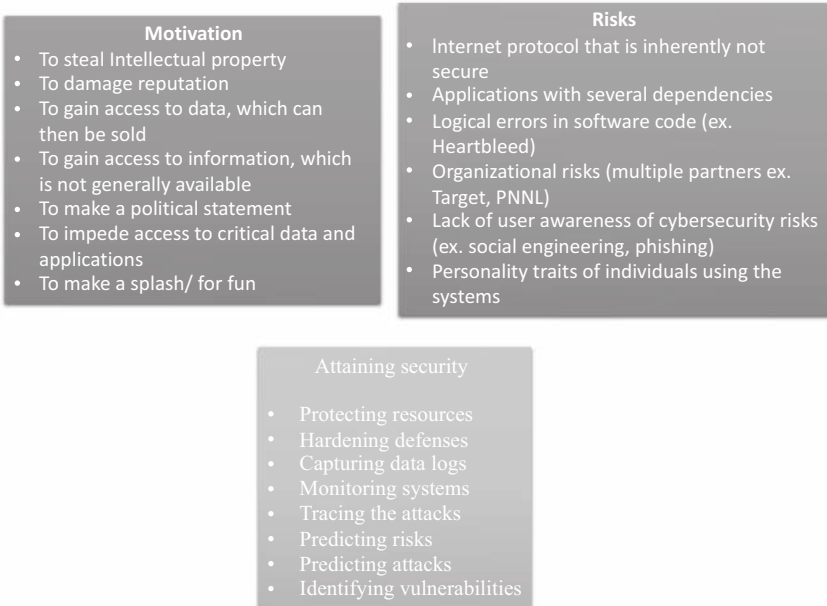 Motivation
• To steal Intellectual property
• To damage reputation
• To gain access to data, which can
then be sold
• To gain access to information, which
is not generally available
• To make a political statement
• To impede access to critical data and
applications
• To make a splash/ for fun
Risks
• Internet protocol that is inherently not
secure
• Applications with several dependencies
• Logical errors in software code (ex.
Heartbleed)
• Organizational risks (multiple partners ex.
Target, PNNL)
• Lack of user awareness of cybersecurity risks
(ex. social engineering, phishing)
• Personality traits of individuals using the
systems
Attaining security
• Protecting resources
• Hardening defenses
• Capturing data logs
• Monitoring systems
• Tracing the attacks
• Predicting risks
• Predicting attacks
• Identifying vulnerabilities